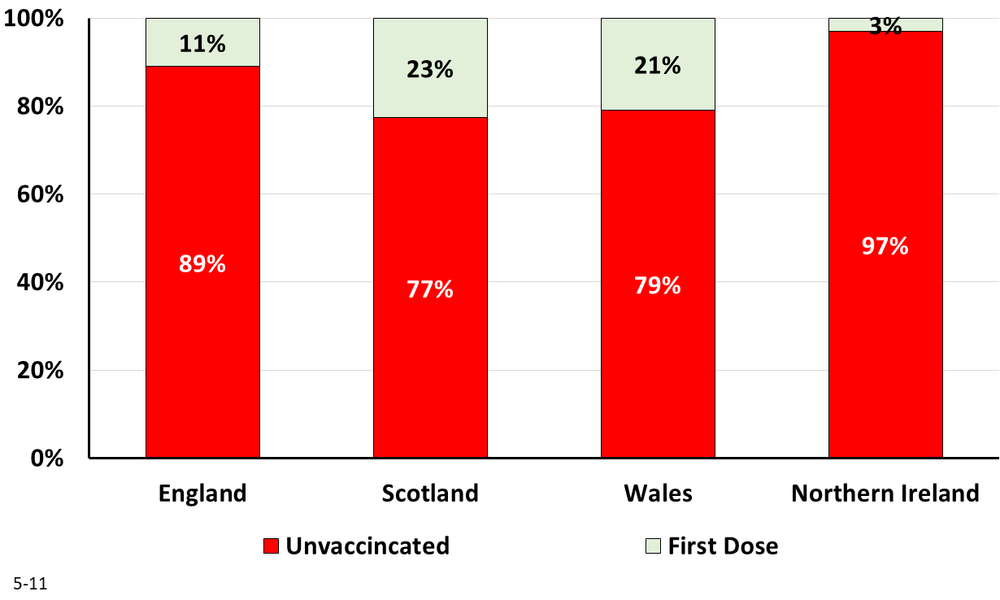 100%
80%
60%
40%
20%
0%
11%
23%
21%
3%
89%
77%
79%
97%
England
Scotland
Wales
Northern Ireland
Unvaccincated
First Dose
5-11